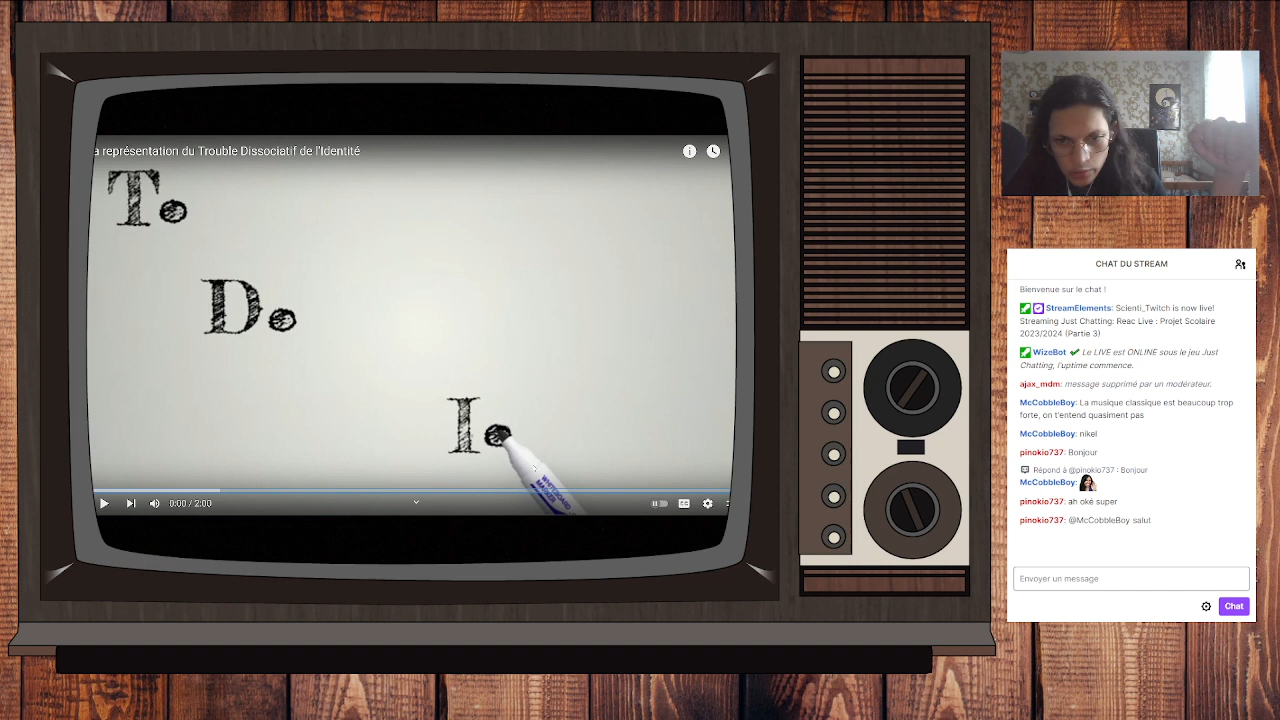 a représentation du Trouble Dissociatif de l'Identité
T.
D.
I.
0:00 / 2:00
CHAT DU STREAM
Bienvenue sur le chat !
StreamElements: Scienti_Twitch is now live!
Streaming Just Chatting: Reac Live : Projet Scolaire
2023/2024 (Partie 3)
WizeBot Le LIVE est ONLINE sous le jeu Just
Chatting, l'uptime commence.
ajax_mdm: message supprimé par un modérateur.
McCobbleBoy: La musique classique est beaucoup trop
forte, on t'entend quasiment pas
McCobbleBoy: nikel
pinokio737: Bonjour
Répond à @pinokio737 : Bonjour
McCobbleBoy:
pinokio737: ah oké super
pinokio737: @McCobbleBoy salut
Envoyer un message
Chat